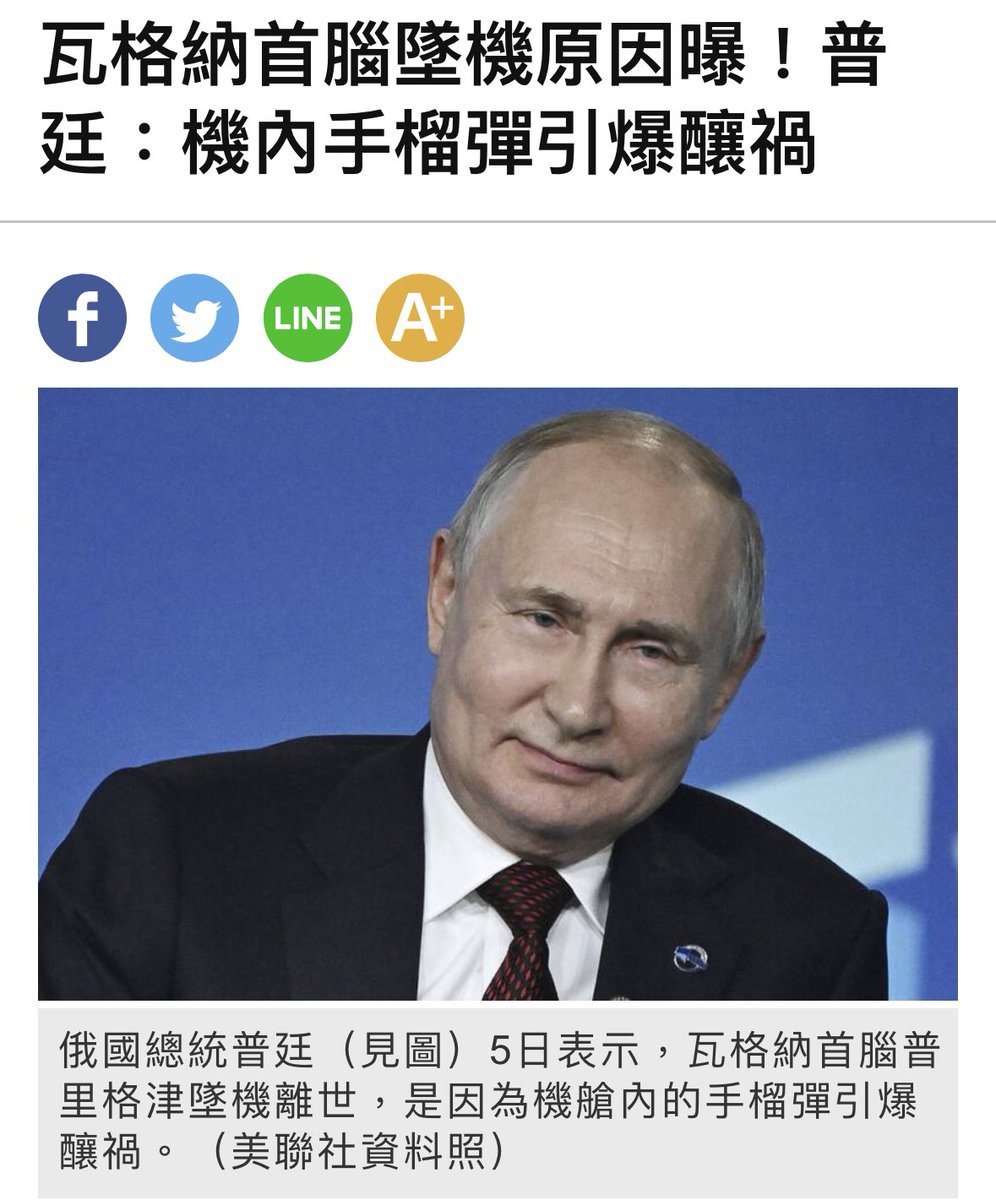 瓦格納首腦墜機原因曝！普
廷：機內手榴彈引爆釀禍
f
LINE
A+
俄國總統普廷（見圖）5日表示，瓦格納首腦普
里格津墜機離世，是因為機艙內的手榴彈引爆
釀禍。（美聯社資料照）